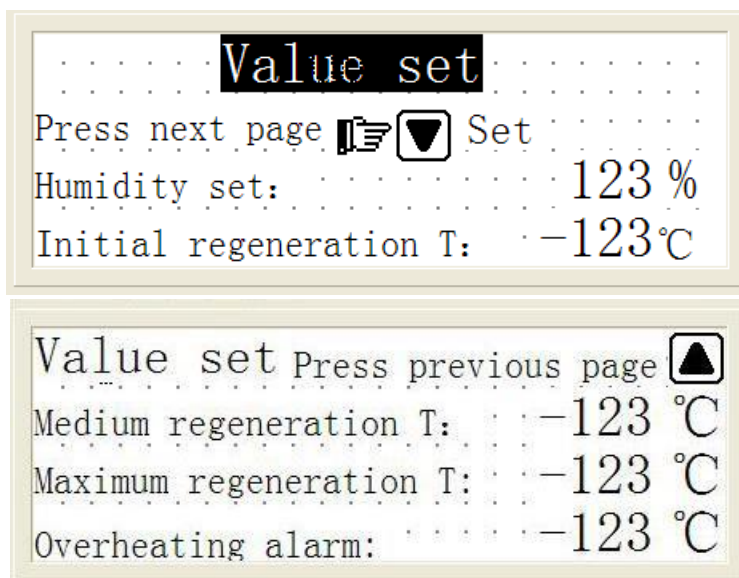 Value set
Press next page Set
Humidity set: 123 %
Initial regeneration T: -123℃
Value set Press previous page
Medium regeneration T: -123 ℃
Maximum regeneration T: -123 ℃
Overheating alarm: -123 ℃